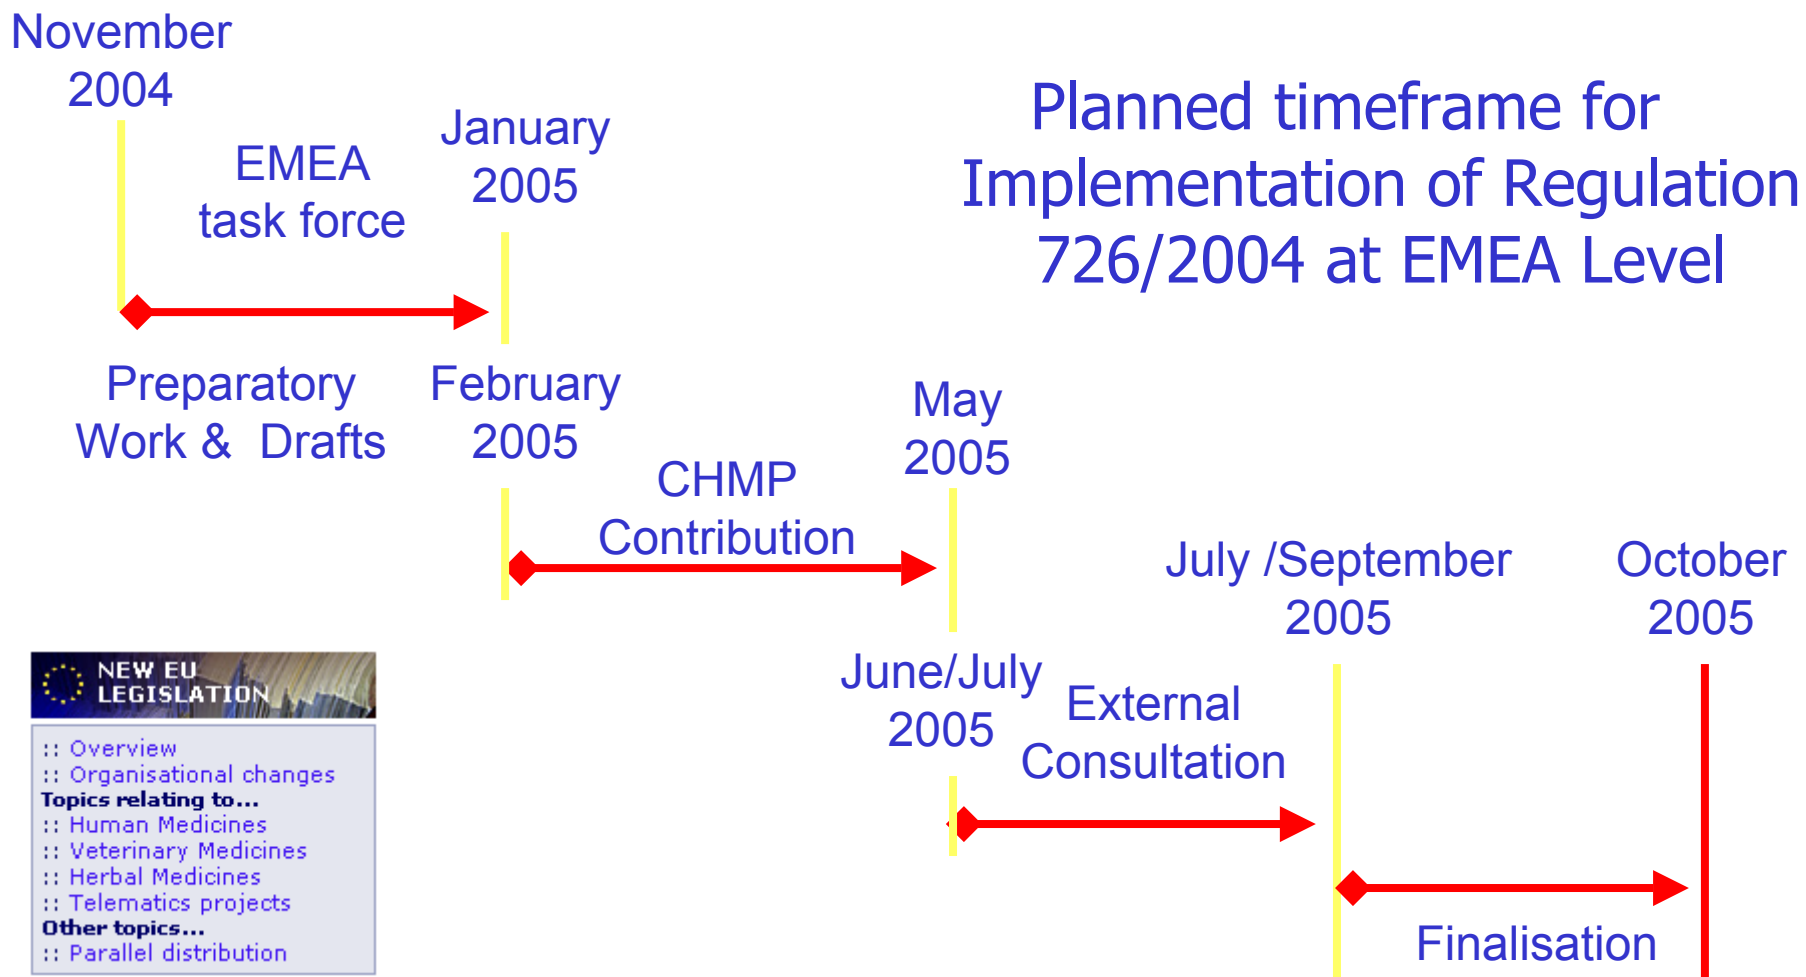 November
2004
EMEA
task force
January
2005
Planned timeframe for
Implementation of Regulation
726/2004 at EMEA Level
Preparatory
Work & Drafts
February
2005
CHMP
Contribution
May
2005
July /September
2005
October
2005
June/July
2005
External
Consultation
Finalisation
NEW EU
LEGISLATION
:: Overview
:: Organisational changes
Topics relating to...
:: Human Medicines
:: Veterinary Medicines
:: Herbal Medicines
:: Telematics projects
Other topics...
:: Parallel distribution